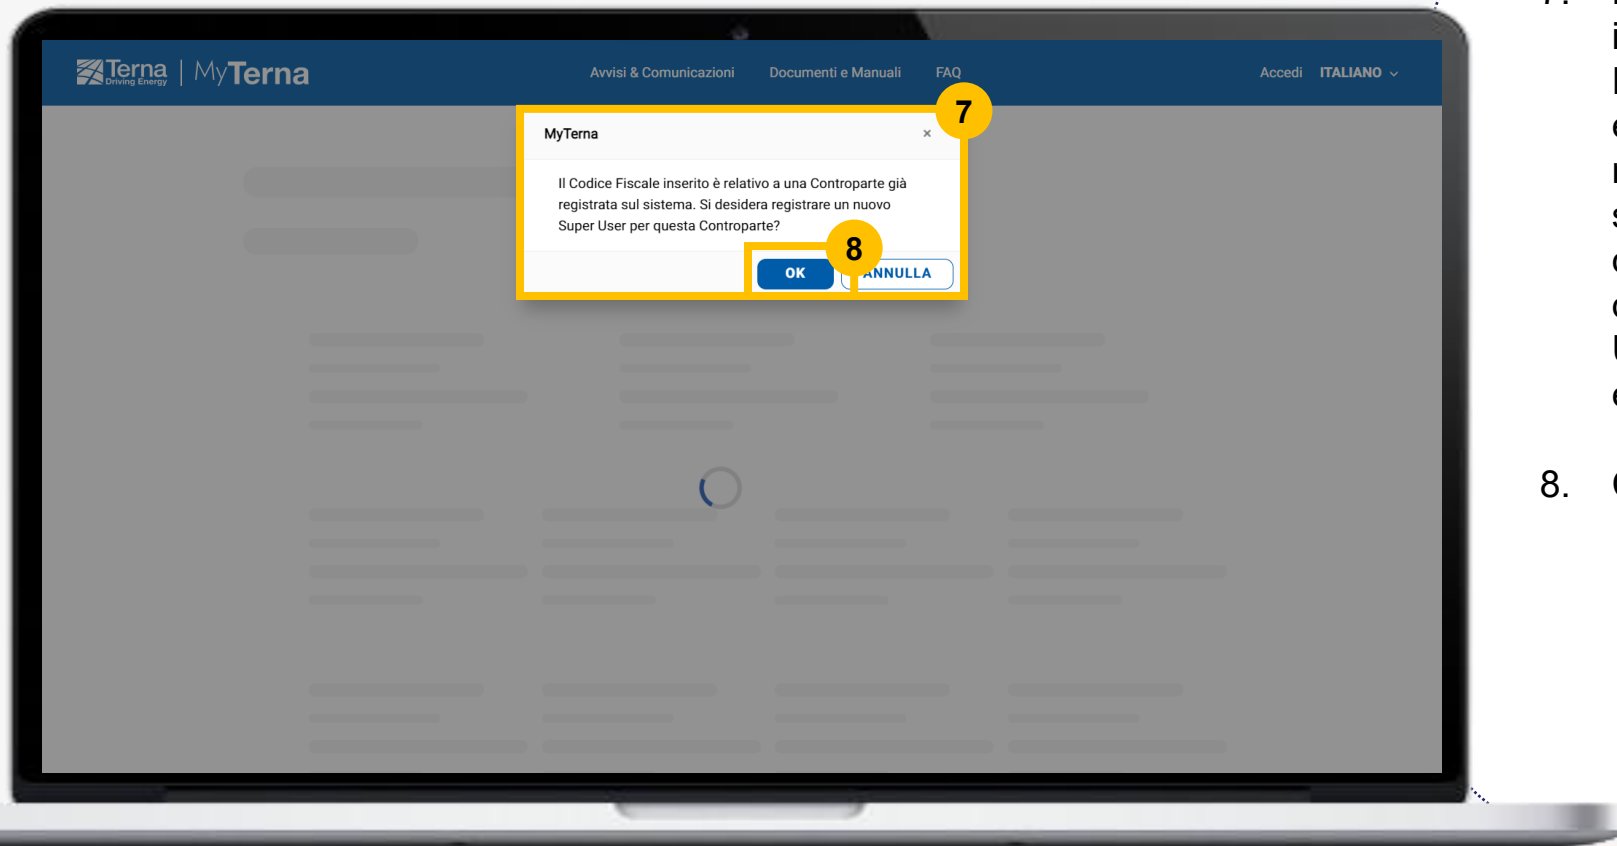 Terna
Driving Energy
MyTerna
Avvisi & Comunicazioni
Documenti e Manuali
FAQ
Accedi
ITALIANO
7
MyTerna
×
Il Codice Fiscale inserito è relativo a una Controparte già
registrata sul sistema. Si desidera registrare un nuovo
Super User per questa Controparte?
8
OK
ANNULLA
8.